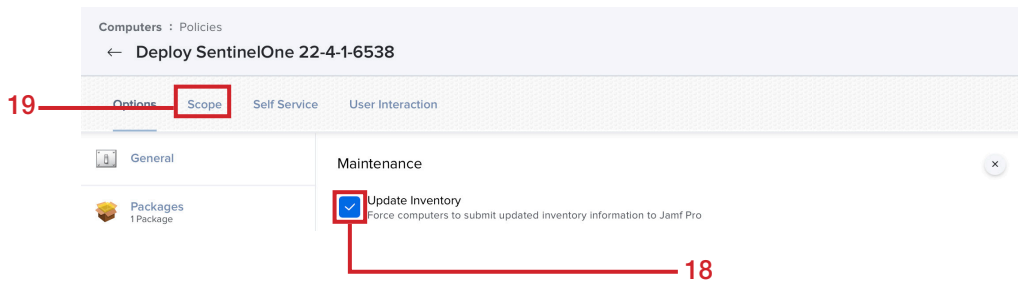 Computers : Policies
← Deploy SentinelOne 22-4-1-6538
19
Options Scope Self Service User Interaction
General
Maintenance
×
Packages
1 Package
Update Inventory
Force computers to submit updated inventory information to Jamf Pro
18